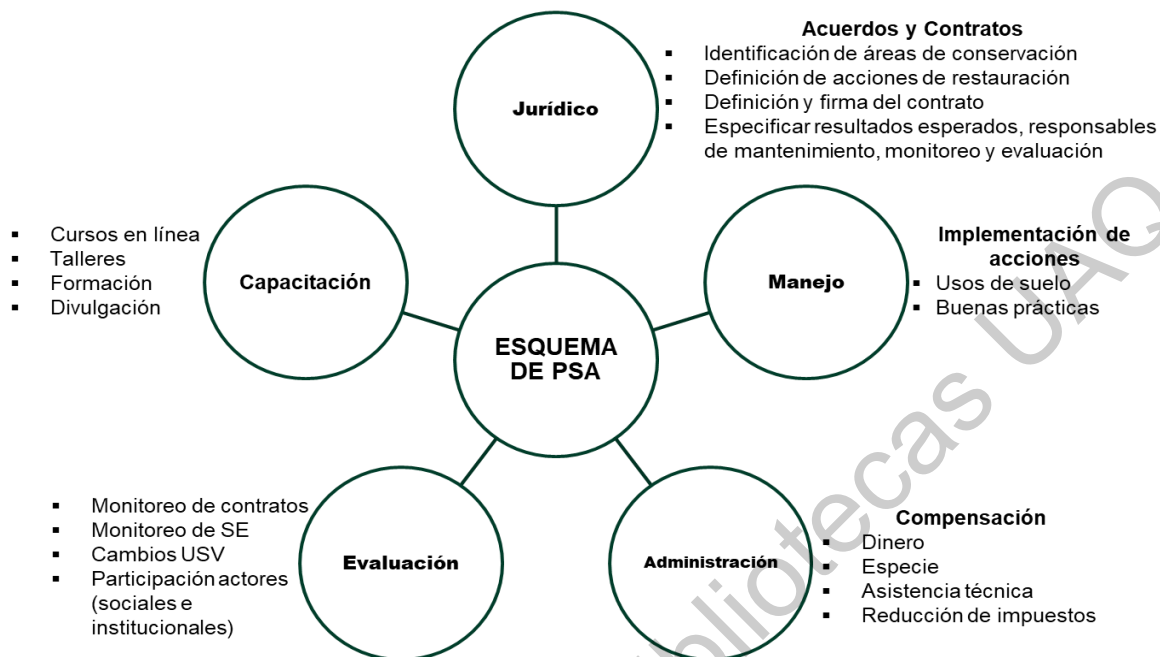 Acuerdos y Contratos
▪ Identificación de áreas de conservación
▪ Definición de acciones de restauración
▪ Definición y firma del contrato
▪ Especificar resultados esperados, responsables
de mantenimiento, monitoreo y evaluación
Jurídico
▪ Cursos en línea
▪ Talleres
▪ Formación
▪ Divulgación
Capacitación
Manejo
Implementación de
acciones
▪ Usos de suelo
▪ Buenas prácticas
ESQUEMA
DE PSA
▪ Monitoreo de contratos
▪ Monitoreo de SE
▪ Cambios USV
▪ Participación actores
(sociales e
institucionales)
Evaluación
Administración
Compensación
▪ Dinero
▪ Especie
▪ Asistencia técnica
▪ Reducción de impuestos
bliotecas UAQ